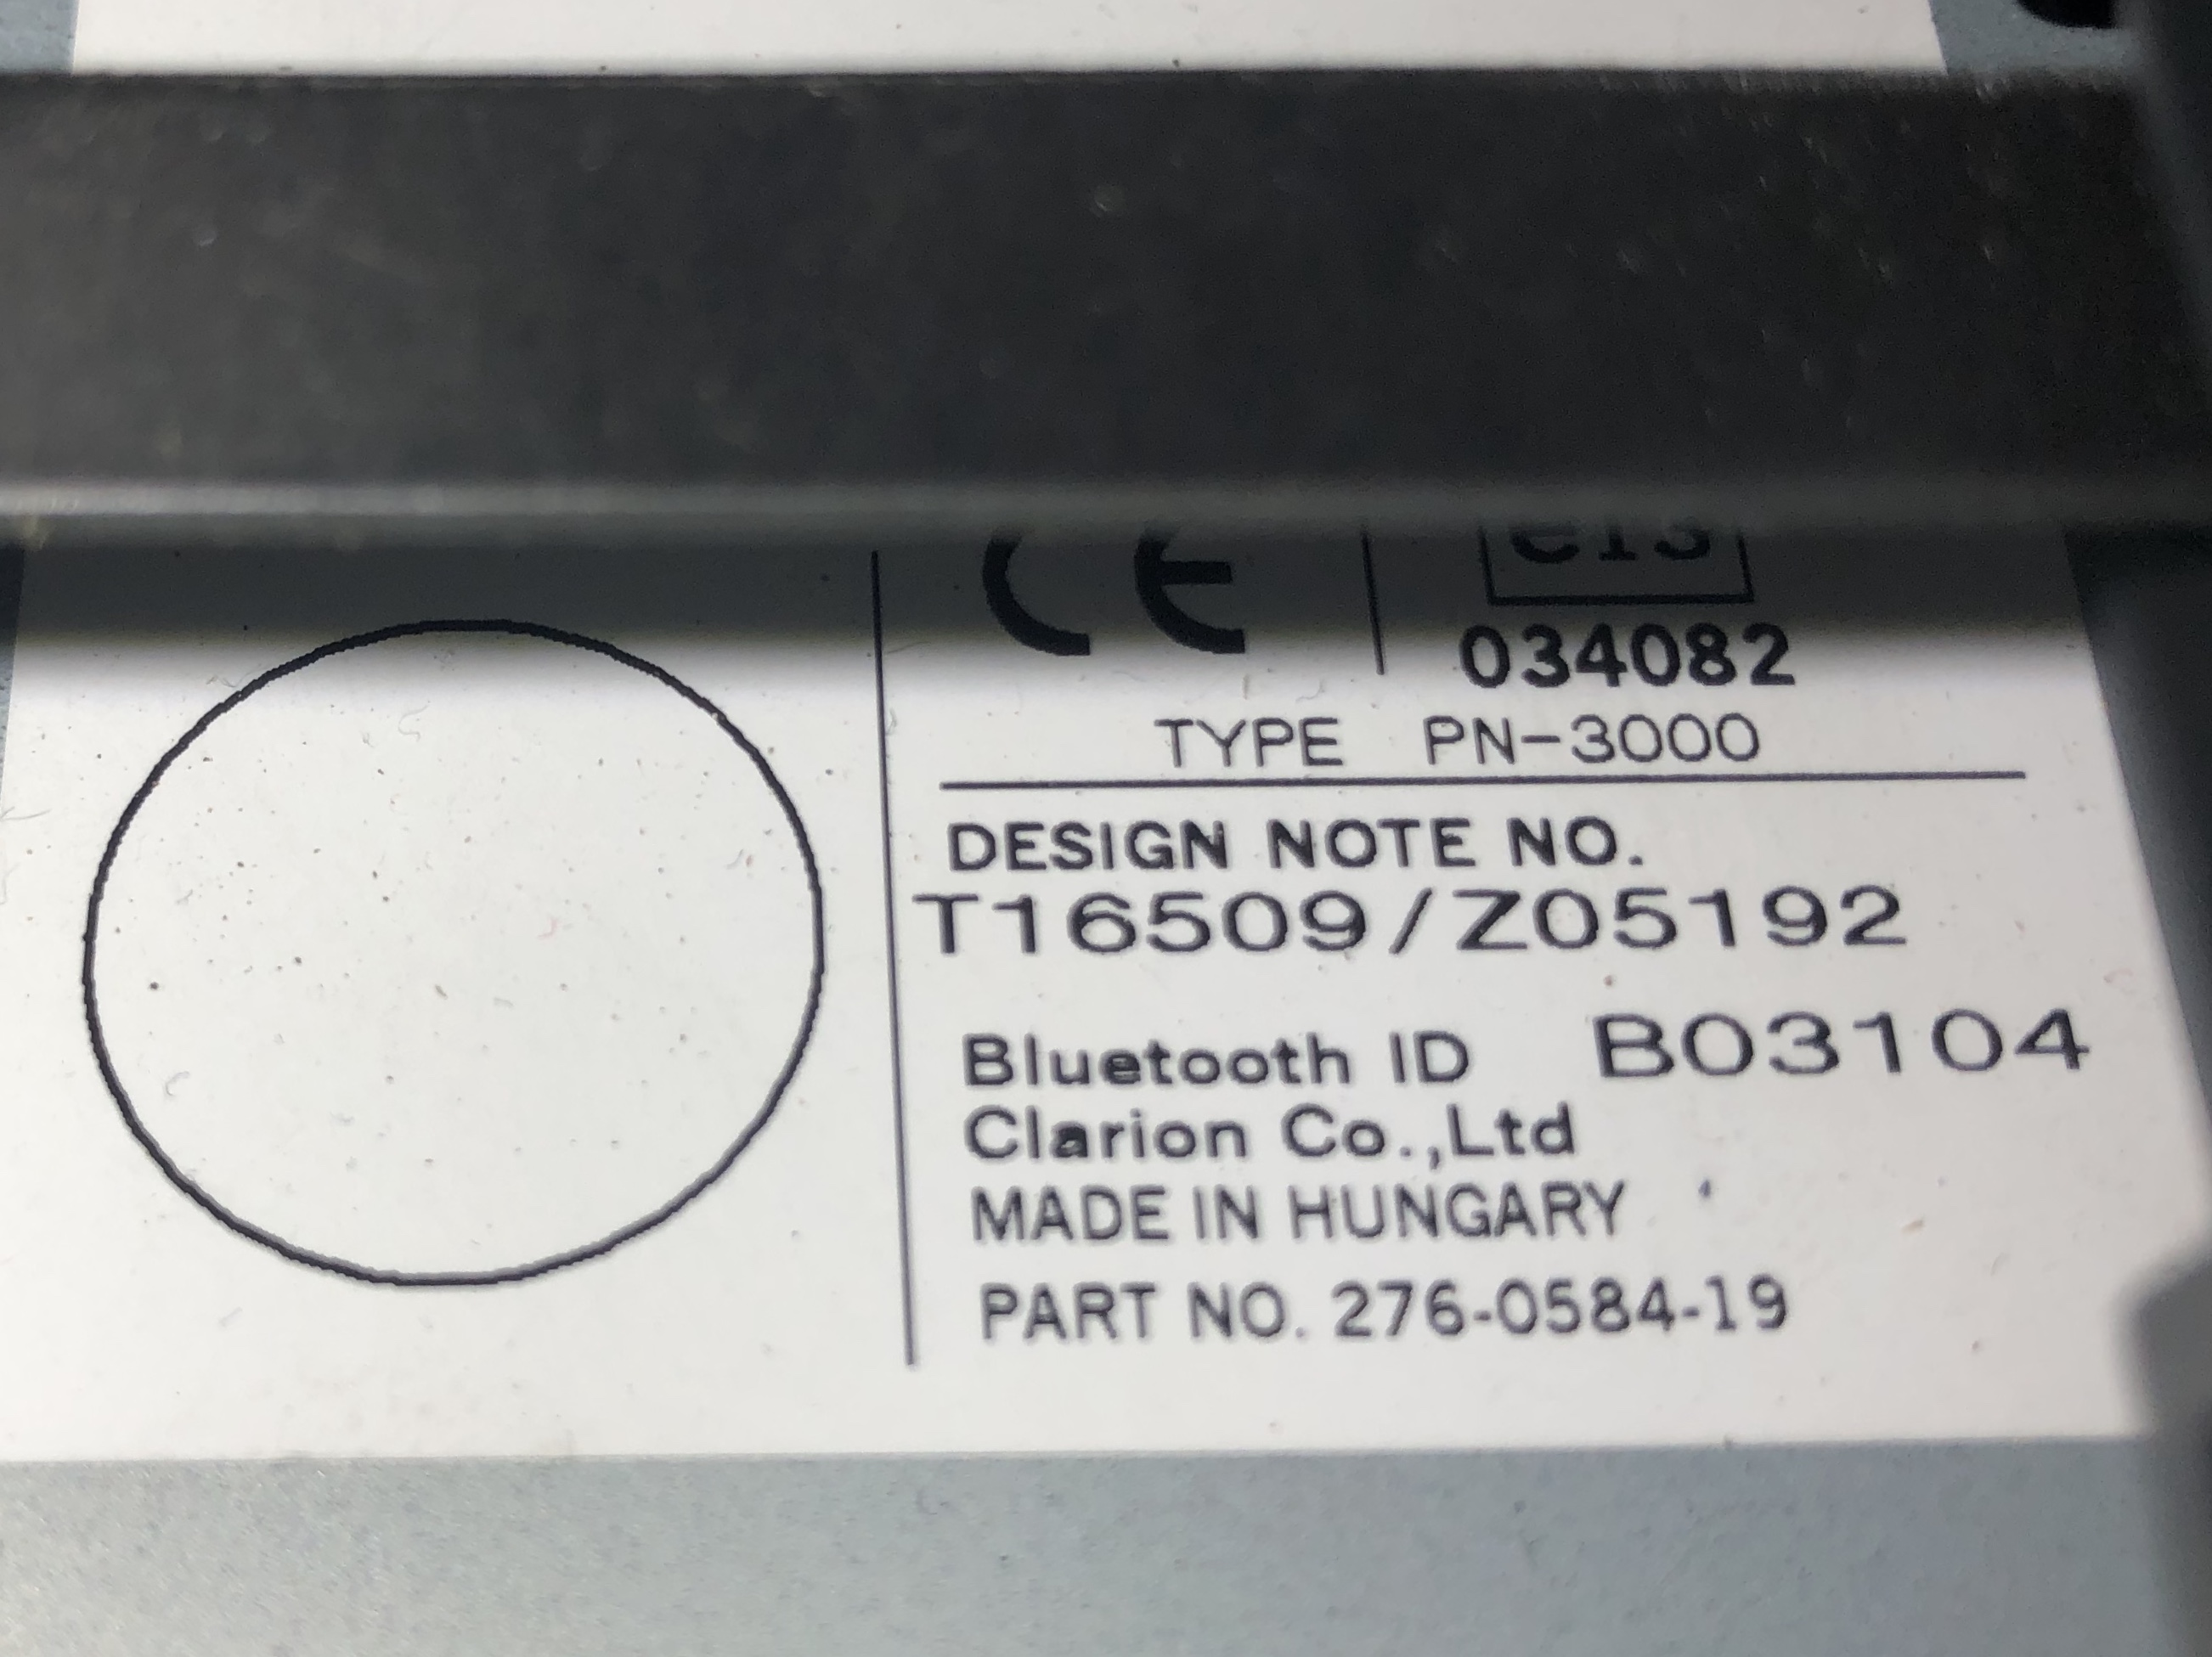 CE
e13
034082
TYPE PN-3000
DESIGN NOTE NO.
T16509/Z05192
Bluetooth ID B03104
Clarion Co.,Ltd
MADE IN HUNGARY
PART NO. 276-0584-19